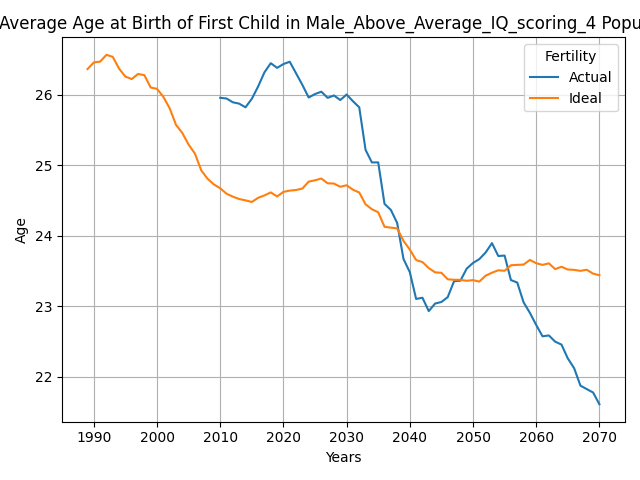 Average Age at Birth of First Child in Male_Above_Average_IQ_scoring_4 Popu
Fertility
Actual
Ideal
26
25
24
23
22
Age
1990 2000 2010 2020 2030 2040 2050 2060 2070
Years